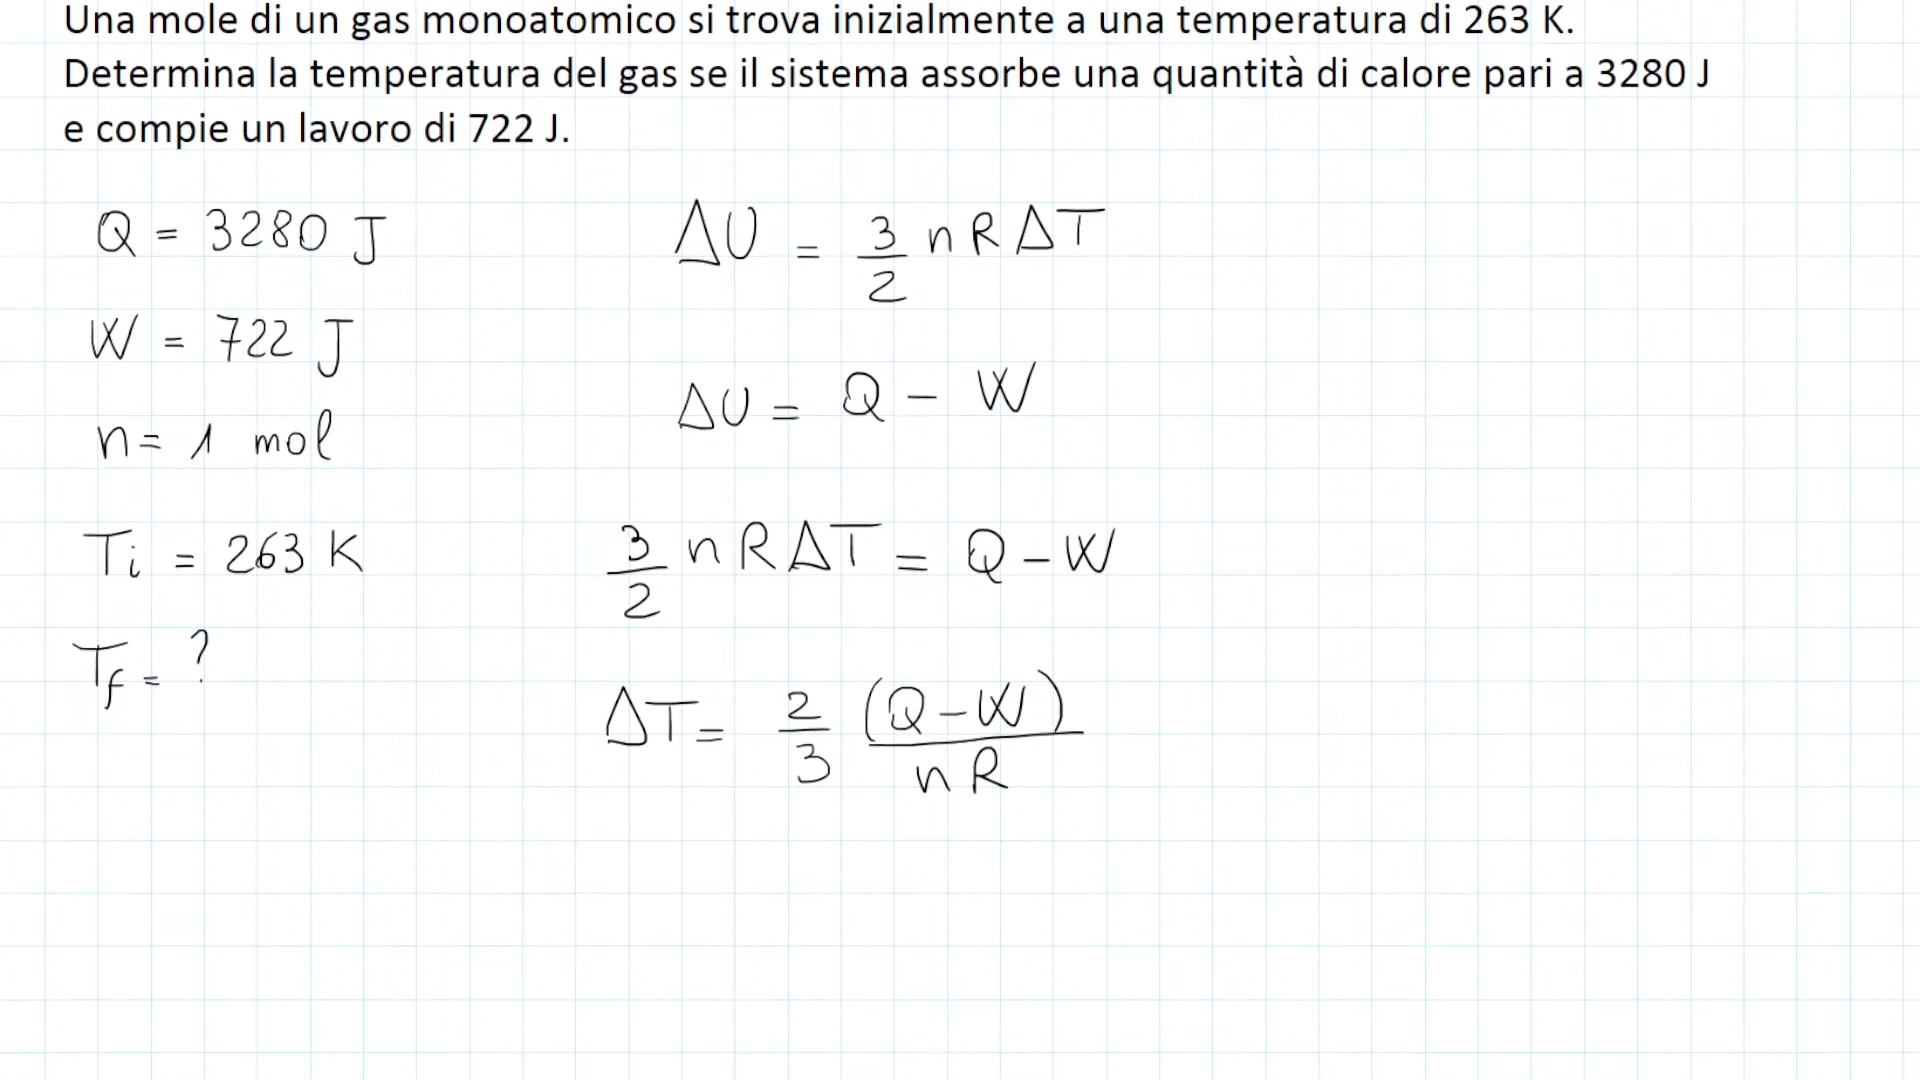 Una mole di un gas monoatomico si trova inizialmente a una temperatura di 263 K.
Determina la temperatura del gas se il sistema assorbe una quantità di calore pari a 3280 J
e compie un lavoro di 722 J.
Q = 3280 J
W = 722 J
n = 1 mol
Ti = 263 K
Tf = ?
ΔU = 3/2 n R ΔT
ΔU = Q - W
3/2 n R ΔT = Q - W
ΔT = 2/3 (Q - W)/nR